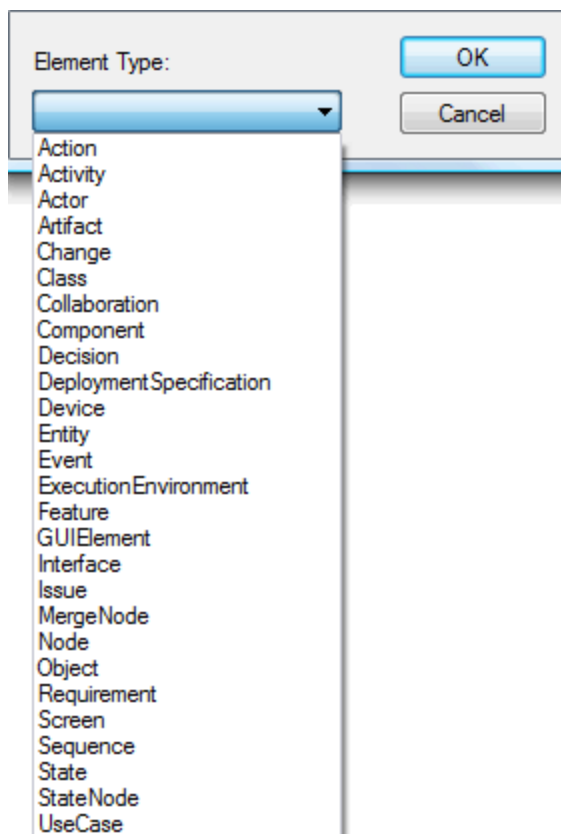 Element Type:
OK
Cancel
Action
Activity
Actor
Artifact
Change
Class
Collaboration
Component
Decision
DeploymentSpecification
Device
Entity
Event
ExecutionEnvironment
Feature
GUIElement
Interface
Issue
MergeNode
Node
Object
Requirement
Screen
Sequence
State
StateNode
UseCase